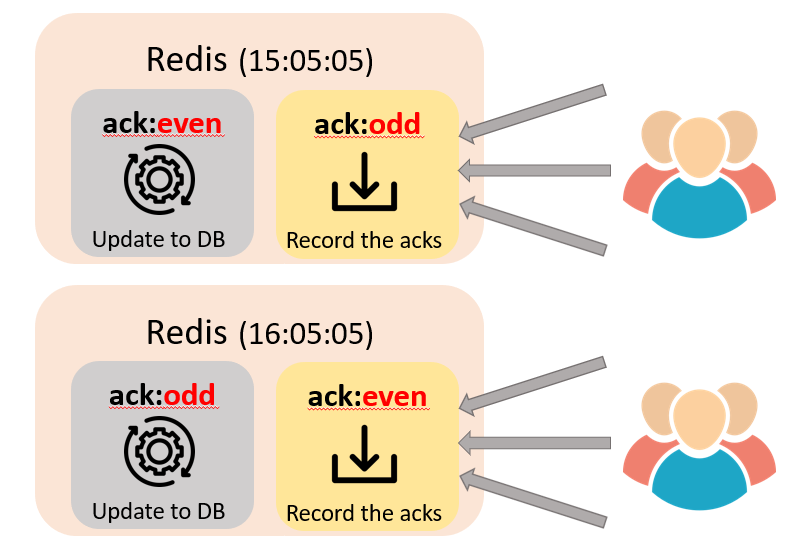 Redis (15:05:05)
ack:even
ack:odd
Update to DB
Record the acks
Redis (16:05:05)
ack:odd
ack:even
Update to DB
Record the acks